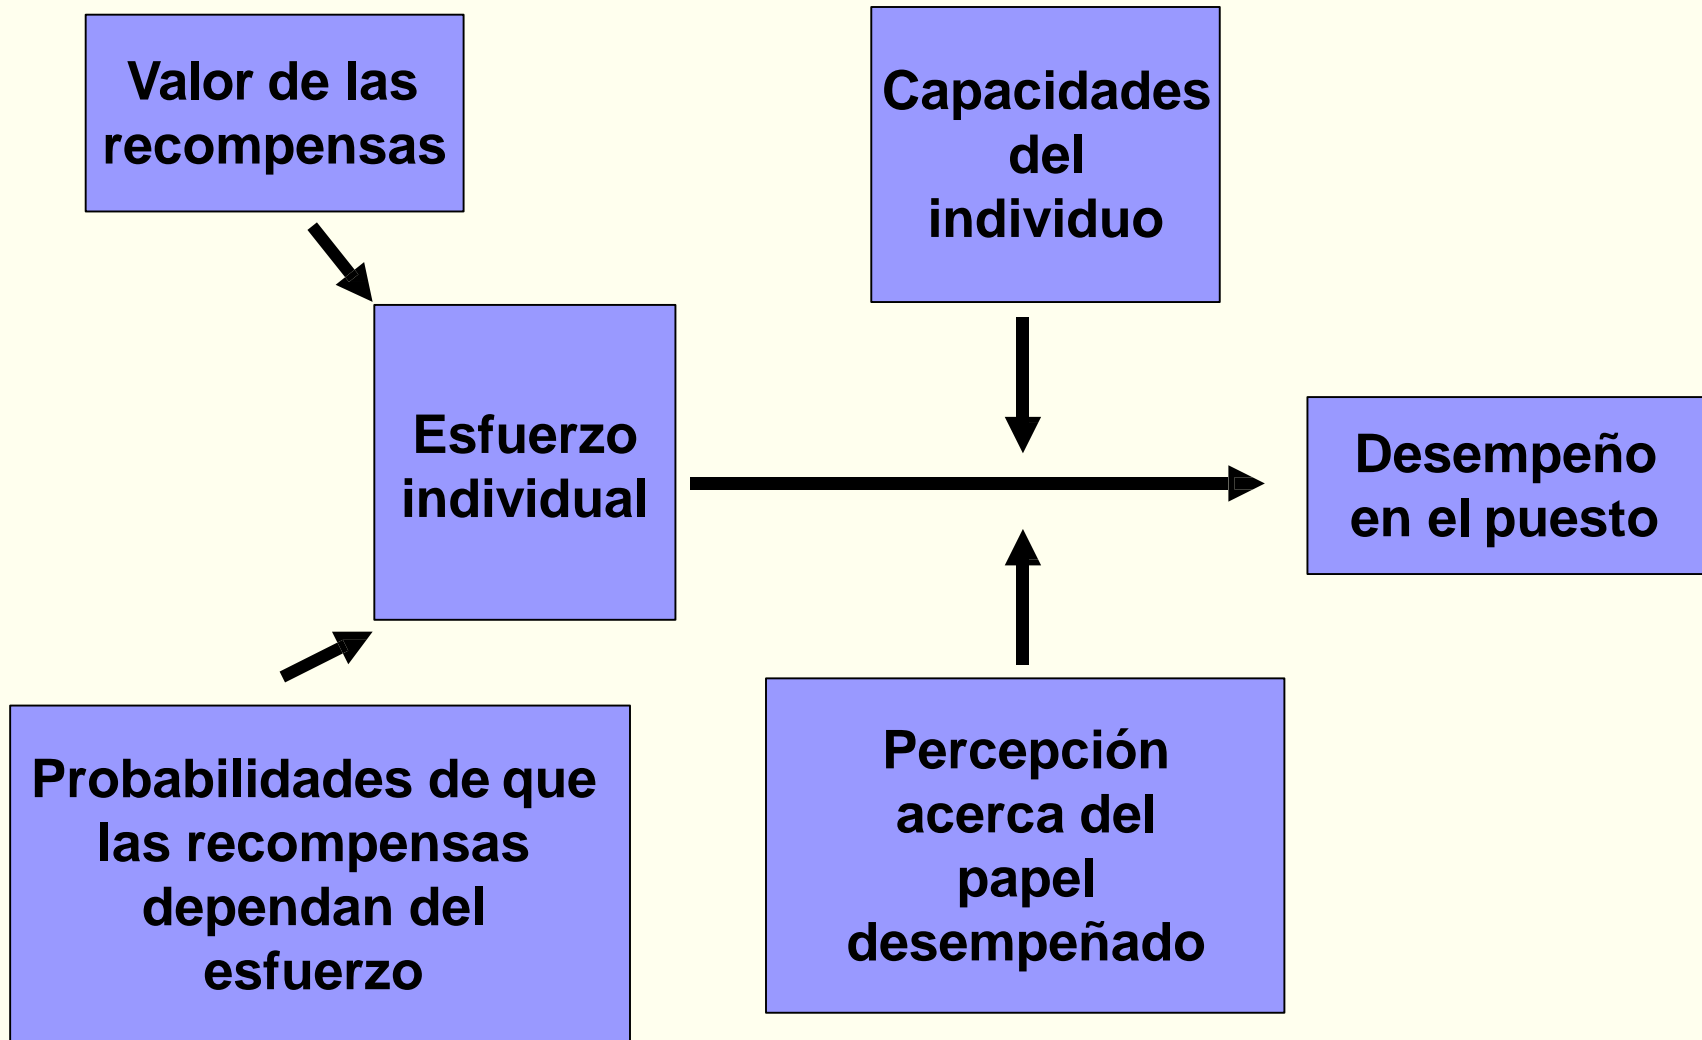 Valor de las
recompensas
Capacidades
del
individuo
Esfuerzo
individual
Desempeño
en el puesto
Probabilidades de que
las recompensas
dependan del
esfuerzo
Percepción
acerca del
papel
desempeñado